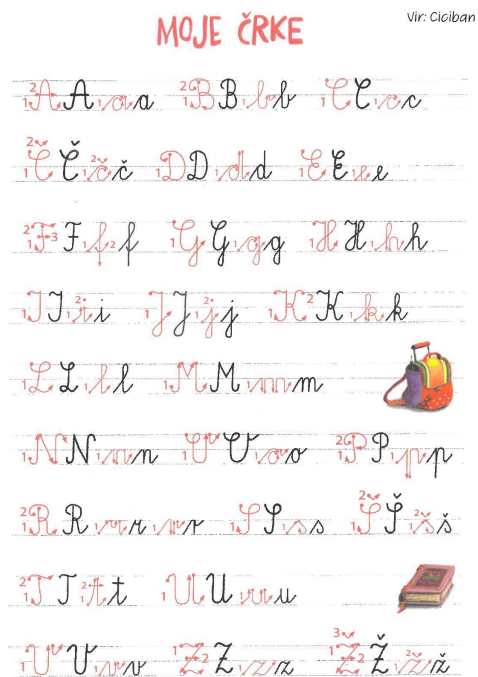 MOJE ČRKE
Vir: Ciciban
A A a a B B b b C C c c
Č Č č č D D d d E E e e
F F f f G G g g H H h h
I I i i J J j j K K k k
L L l l M M m m
N N n n O O o o P P p p
R R r r r r S S s s Š Š š š
T T t t U U u u
V V v v Z Z z z Ž Ž ž ž